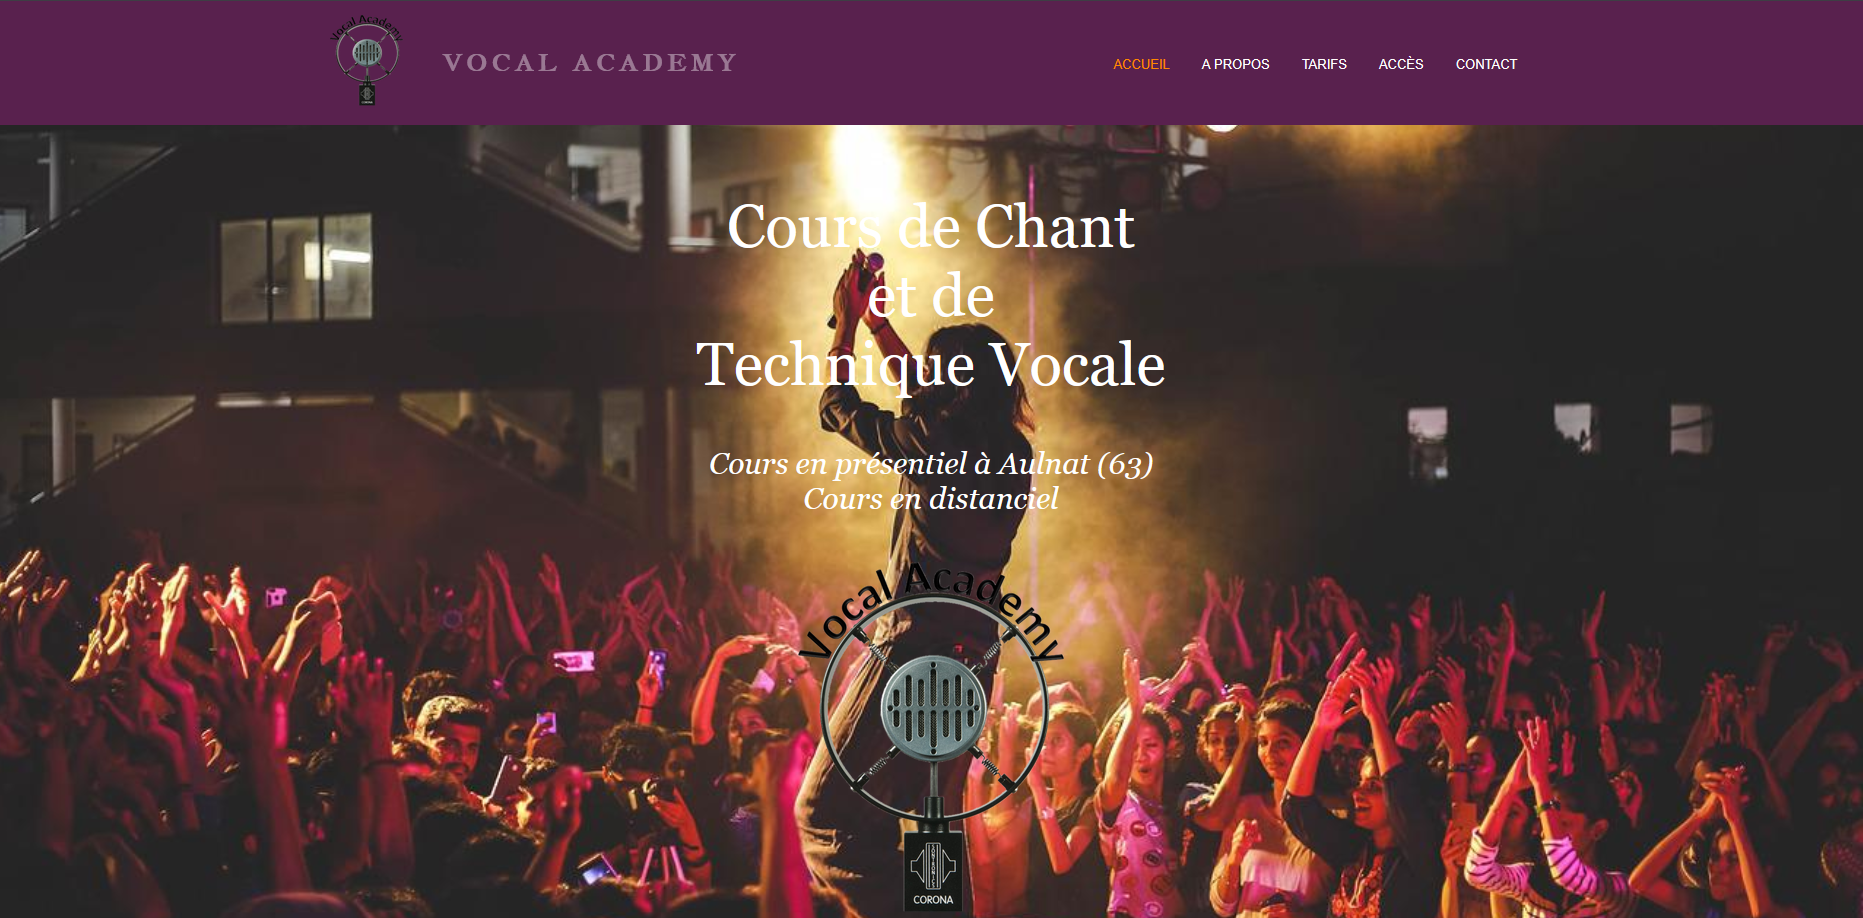 Vocal Academy
CORONA
VOCAL ACADEMY
ACCUEIL
A PROPOS
TARIFS
ACCÈS
CONTACT
Cours de Chant
et de
Technique Vocale
Cours en présentiel à Aulnat (63)
Cours en distanciel
Vocal Academy
CORONA